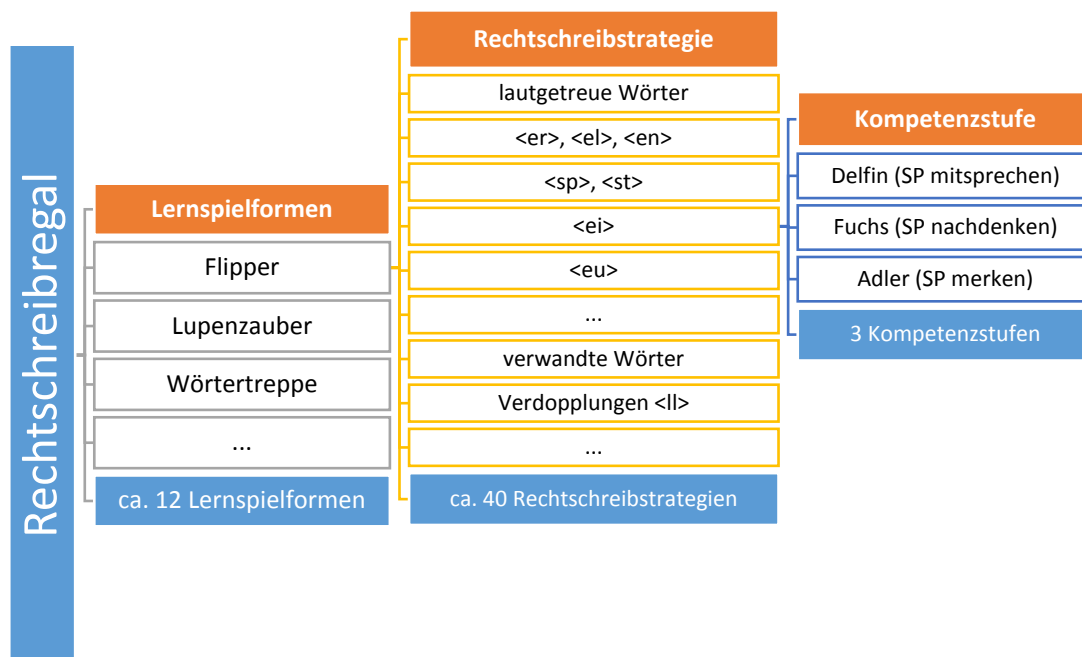 Rechtschreibregal
Lernspielformen
Flipper
Lupenzauber
Wörtertreppe
...
ca. 12 Lernspielformen
Rechtschreibstrategie
lautgetreue Wörter
<er>, <el>, <en>
<sp>, <st>
<ei>
<eu>
...
verwandte Wörter
Verdopplungen <ll>
...
ca. 40 Rechtschreibstrategien
Kompetenzstufe
Delfin (SP mitsprechen)
Fuchs (SP nachdenken)
Adler (SP merken)
3 Kompetenzstufen